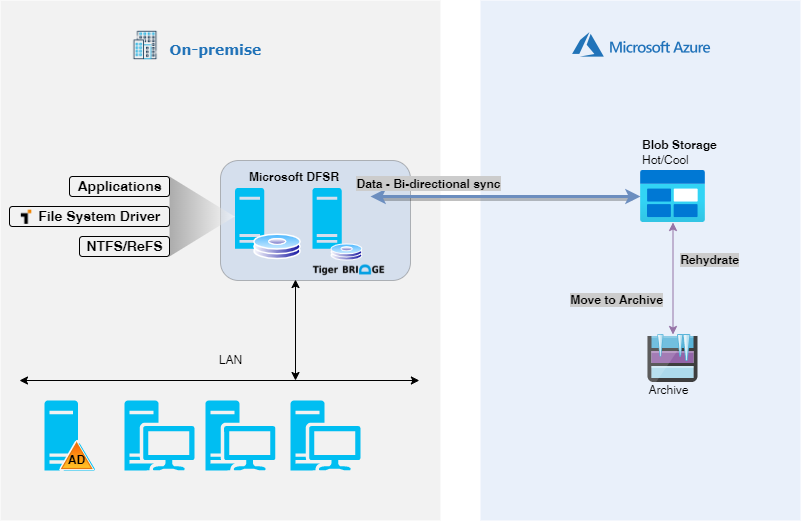 On-premise
Microsoft Azure
Blob Storage
Hot/Cool
Microsoft DFSR
Data - Bi-directional sync
Applications
File System Driver
NTFS/ReFS
Tiger BRIDGE
Rehydrate
Move to Archive
LAN
Archive
AD